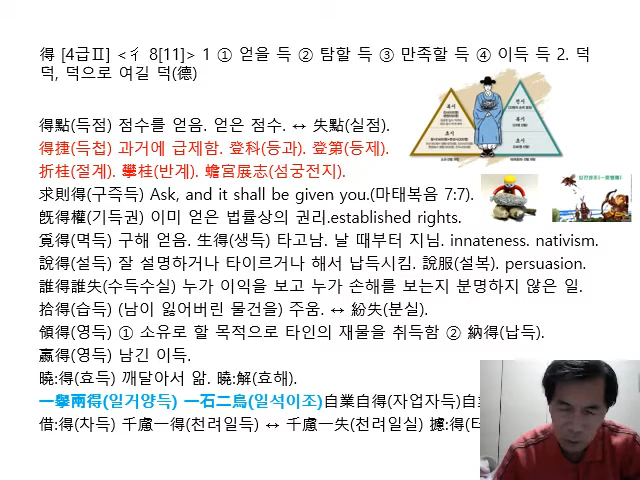 得 [4급Ⅱ] <彳 8[11]> 1 ① 얻을 득 ② 탐할 득 ③ 만족할 득 ④ 이득 득 2. 덕
덕, 덕으로 여길 덕(德)
得點(득점) 점수를 얻음. 얻은 점수. ↔ 失點(실점).
得捷(득첩) 과거에 급제함. 登科(등과). 登第(등제).
折桂(절계). 攀桂(반계). 蟾宮展志(섬궁전지).
求則得(구즉득) Ask, and it shall be given you.(마태복음 7:7).
旣得權(기득권) 이미 얻은 법률상의 권리.established rights.
覓得(멱득) 구해 얻음. 生得(생득) 타고남. 날 때부터 지님. innateness. nativism.
說得(설득) 잘 설명하거나 타이르거나 해서 납득시킴. 說服(설복). persuasion.
誰得誰失(수득수실) 누가 이익을 보고 누가 손해를 보는지 분명하지 않은 일.
拾得(습득) (남이 잃어버린 물건을) 주움. ↔ 紛失(분실).
領得(영득) ① 소유로 할 목적으로 타인의 재물을 취득함 ② 納得(납득).
贏得(영득) 남긴 이득.
曉:得(효득) 깨달아서 앎. 曉:解(효해).
一擧兩得(일거양득) 一石二鳥(일석이조)自業自得(자업자득)自
借:得(차득) 千慮一得(천려일득) ↔ 千慮一失(천려일실) 攄:得(터
복시
초시
전시
복시
초시